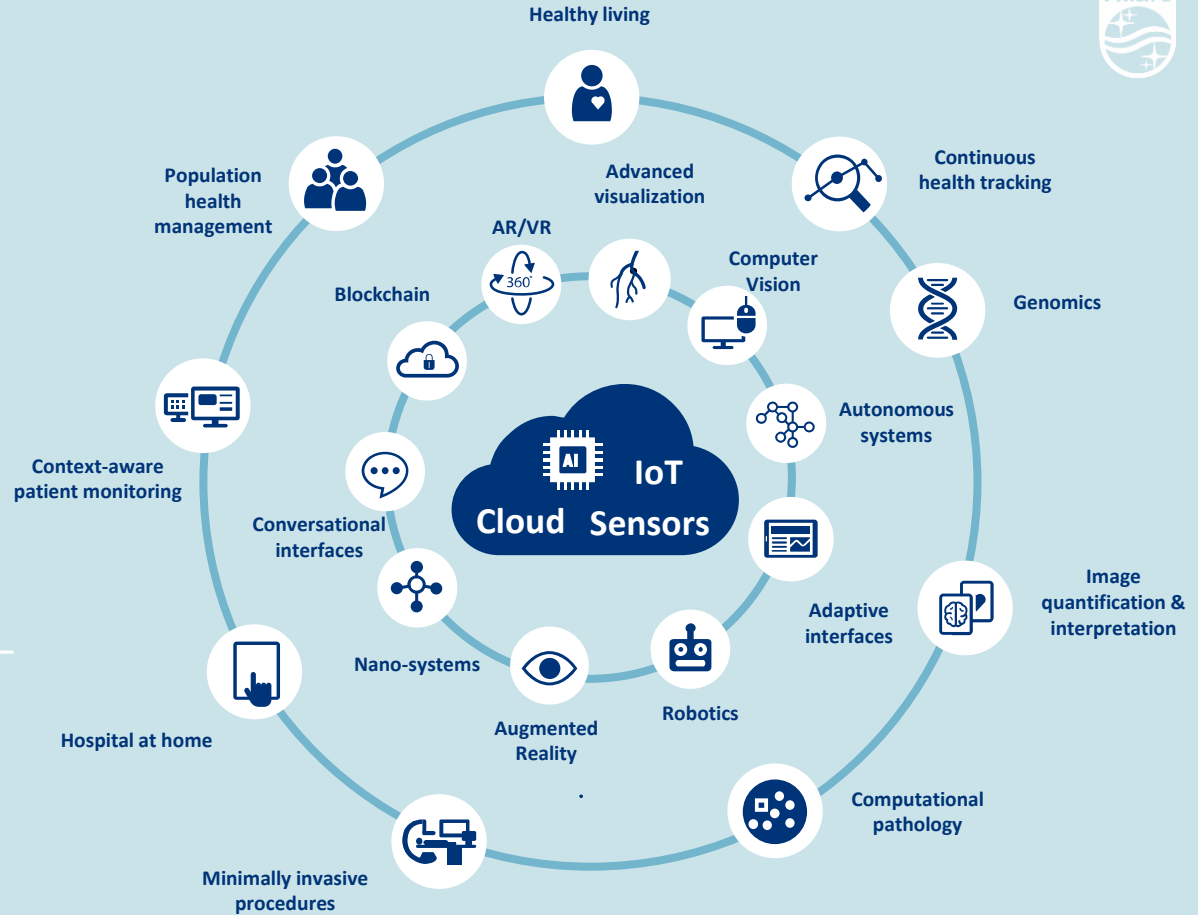 Healthy living
Continuous
health tracking
Population
health
management
Advanced
visualization
AR/VR
360°
Computer
Vision
Blockchain
Genomics
AI
IoT
Cloud Sensors
Autonomous
systems
Context-aware
patient monitoring
Conversational
interfaces
Adaptive
interfaces
Image
quantification &
interpretation
Nano-systems
Augmented
Reality
Robotics
Hospital at home
.
Computational
pathology
Minimally invasive
procedures